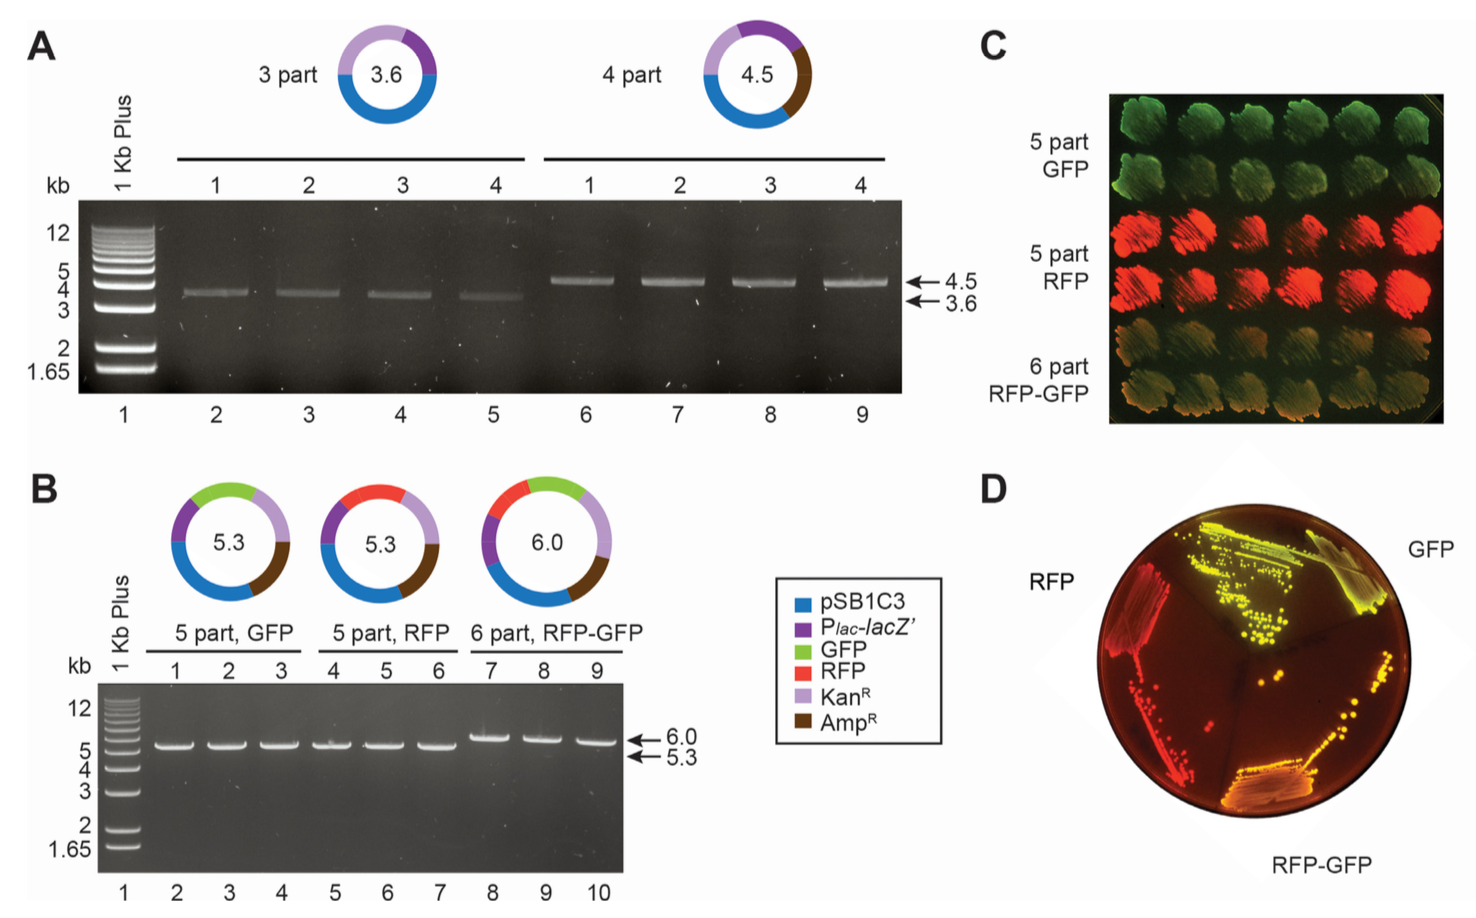 A
3 part
3.6
4 part
4.5
1 Kb Plus
kb
1
2
3
4
1
2
3
4
12
5
4
3
2
1.65
4.5
3.6
1
2
3
4
5
6
7
8
9
B
5.3
5.3
6.0
1 Kb Plus
5 part, GFP
5 part, RFP
6 part, RFP-GFP
kb
1
2
3
4
5
6
7
8
9
12
5
4
3
2
1.65
6.0
5.3
1
2
3
4
5
6
7
8
9
10
pSB1C3
Plac-lacZ’
GFP
RFP
KanR
AmpR
C
5 part
GFP
5 part
RFP
6 part
RFP-GFP
D
RFP
GFP
RFP-GFP